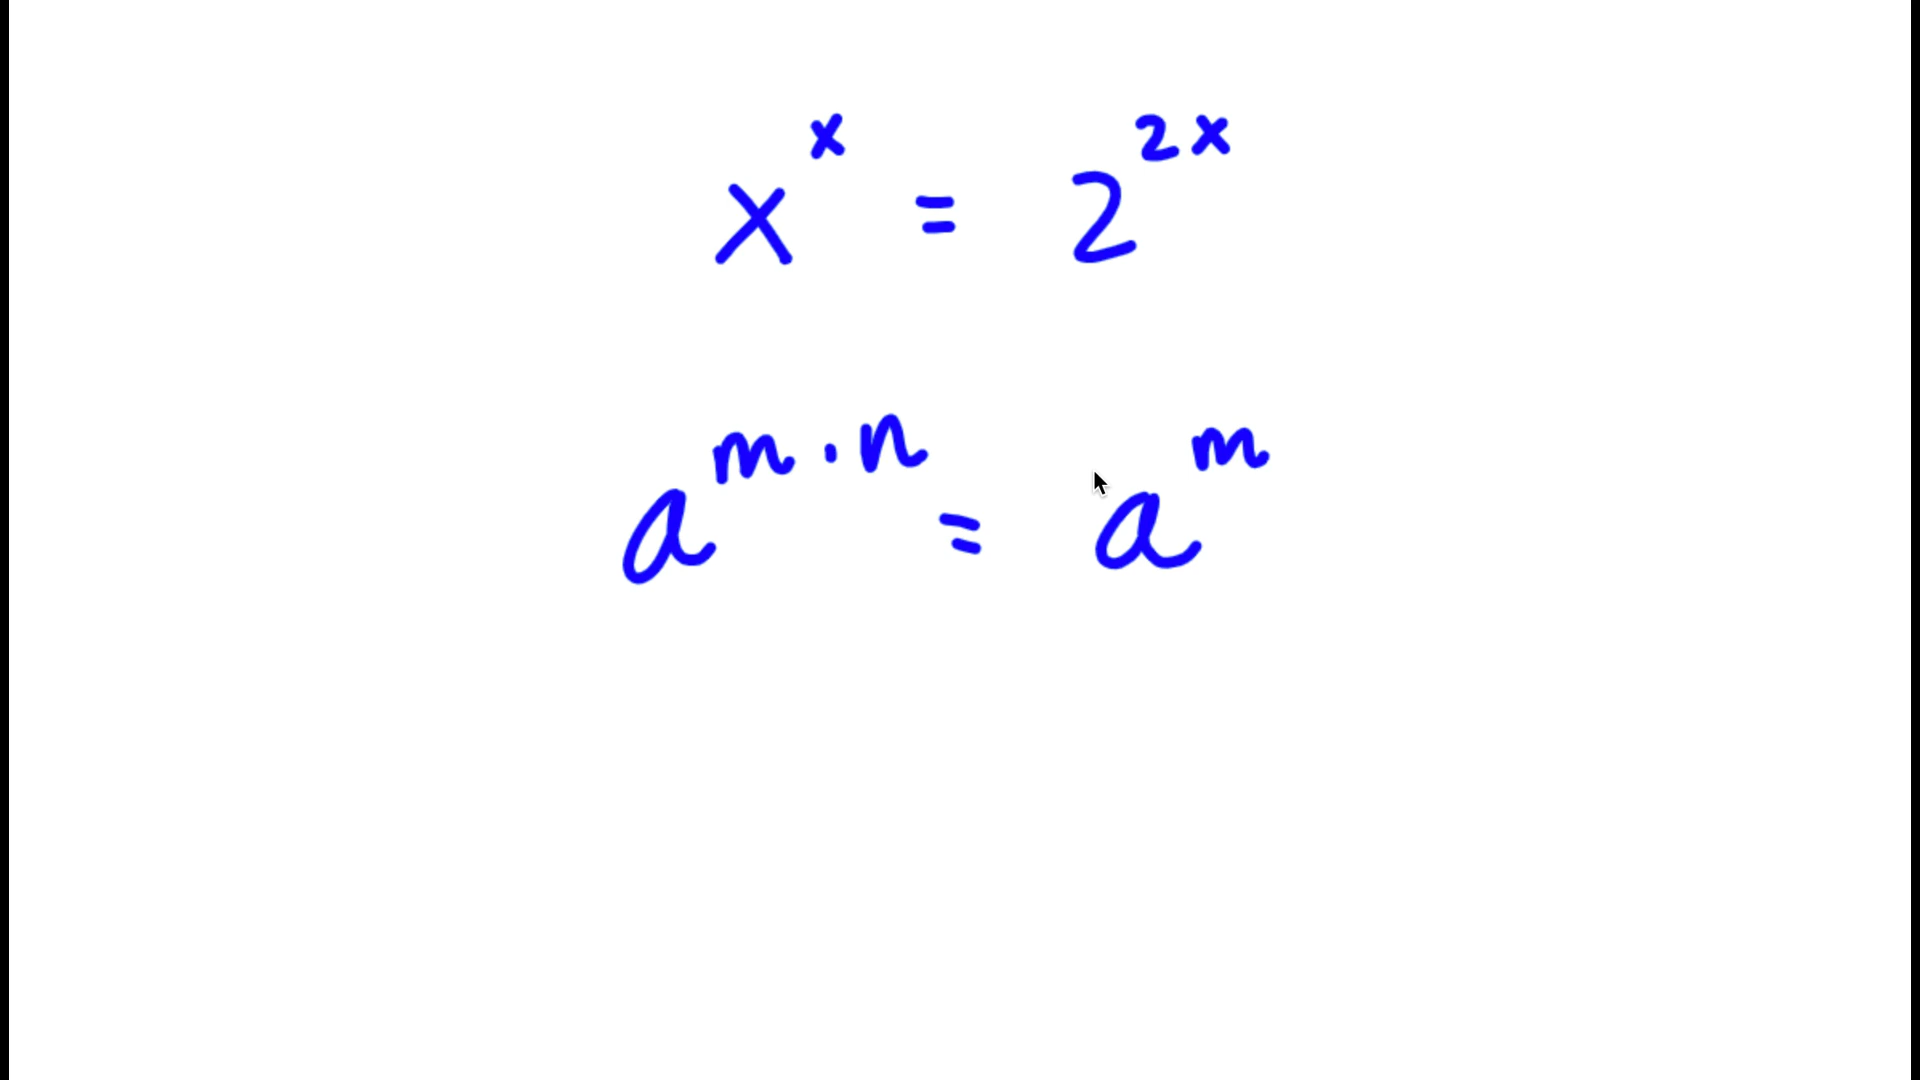 x^x = 2^{2x}
a^{m·n} = a^m